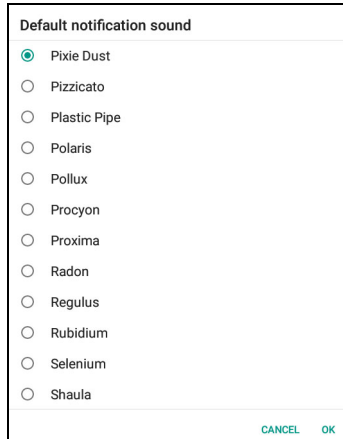 Default notification sound
Pixie Dust
Pizzicato
Plastic Pipe
Polaris
Pollux
Procyon
Proxima
Radon
Regulus
Rubidium
Selenium
Shaula
CANCEL OK